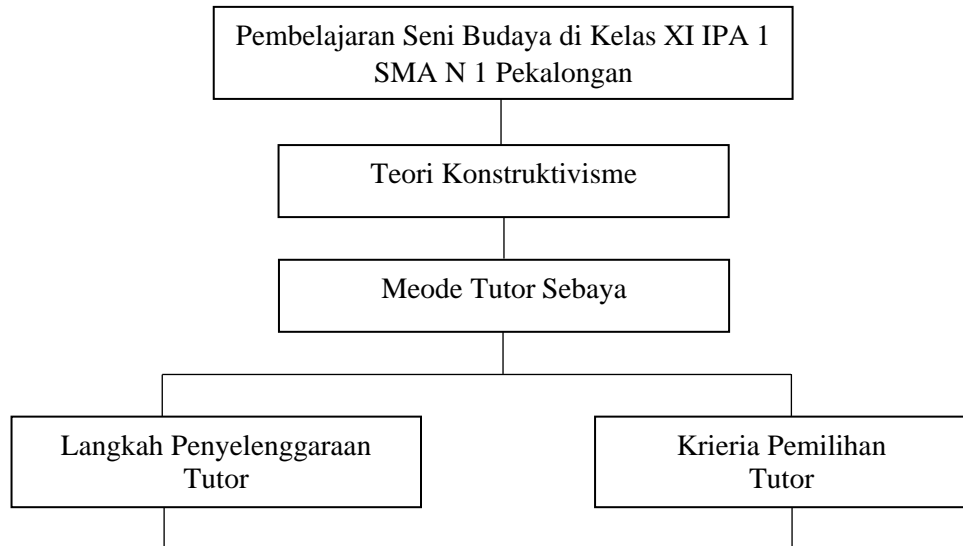 Pembelajaran Seni Budaya di Kelas XI IPA 1
SMA N 1 Pekalongan
Teori Konstruktivisme
Meode Tutor Sebaya
Langkah Penyelenggaraan
Tutor
Krieria Pemilihan
Tutor